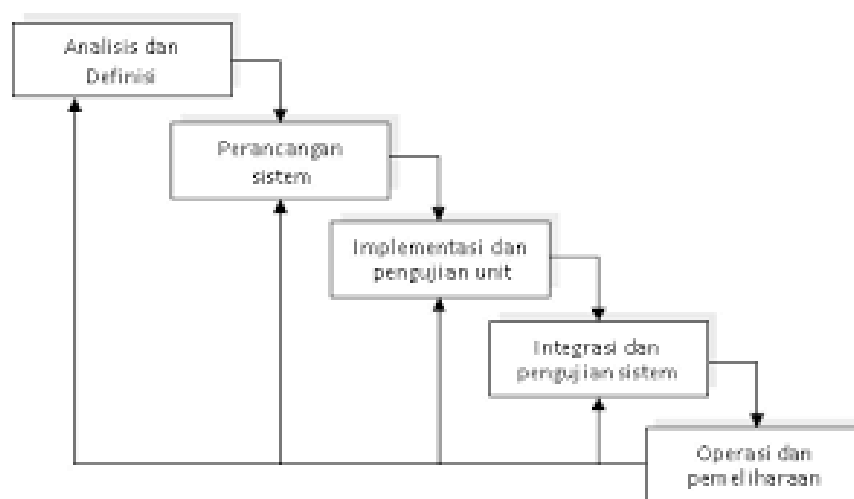 Analisis dan
Definisi
Perancangan
sistem
Implementasi dan
pengujian unit
Integrasi dan
pengujian sistem
Operasi dan
pemeliharaan